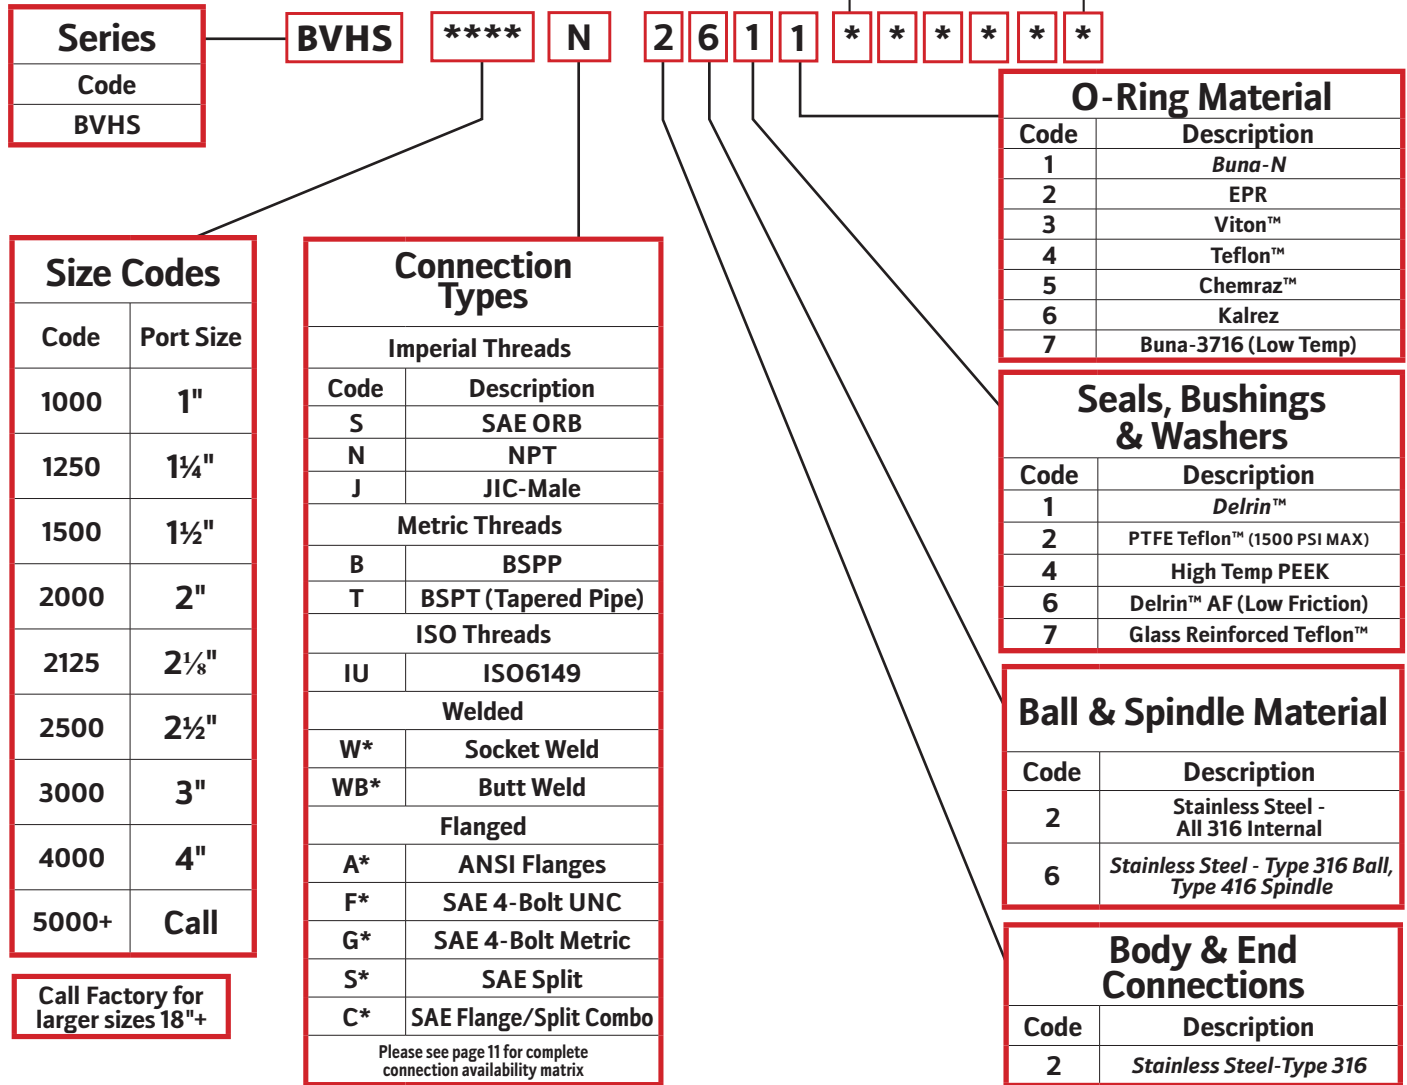 Series
Code
BVHS
BVHS **** N 2 6 1 1 * * * * * *
Size Codes
Code Port Size
1000 1"
1250 1¼"
1500 1½"
2000 2"
2125 2⅛"
2500 2½"
3000 3"
4000 4"
5000+ Call
Call Factory for
larger sizes 18"+
Connection
Types
Imperial Threads
Code Description
S SAE ORB
N NPT
J JIC-Male
Metric Threads
B BSPP
T BSPT (Tapered Pipe)
ISO Threads
IU ISO6149
Welded
W* Socket Weld
WB* Butt Weld
Flanged
A* ANSI Flanges
F* SAE 4-Bolt UNC
G* SAE 4-Bolt Metric
S* SAE Split
C* SAE Flange/Split Combo
Please see page 11 for complete
connection availability matrix
O-Ring Material
Code Description
1 Buna-N
2 EPR
3 Viton™
4 Teflon™
5 Chemraz™
6 Kalrez
7 Buna-3716 (Low Temp)
Seals, Bushings
& Washers
Code Description
1 Delrin™
2 PTFE Teflon™ (1500 PSI MAX)
4 High Temp PEEK
6 Delrin™ AF (Low Friction)
7 Glass Reinforced Teflon™
Ball & Spindle Material
Code Description
2 Stainless Steel -
All 316 Internal
6 Stainless Steel - Type 316 Ball,
Type 416 Spindle
Body & End
Connections
Code Description
2 Stainless Steel-Type 316